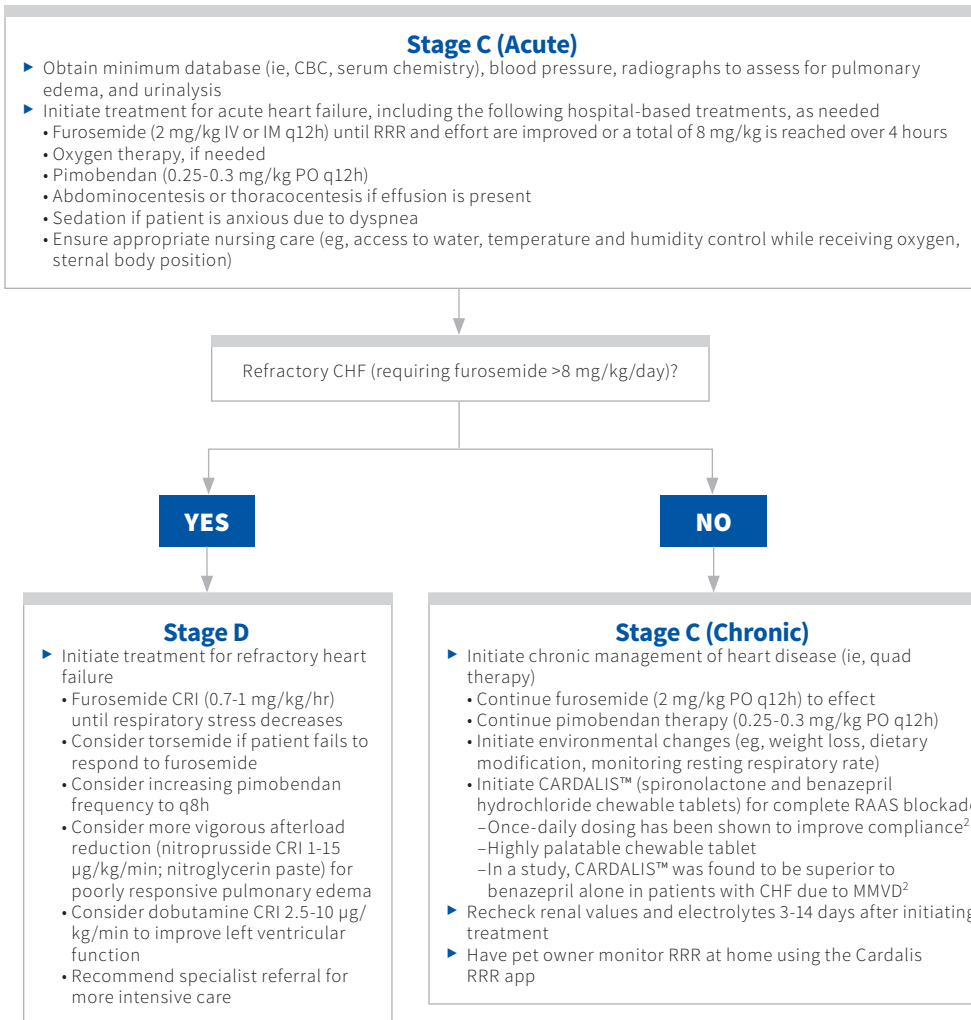 Stage C (Acute)
► Obtain minimum database (ie, CBC, serum chemistry), blood pressure, radiographs to assess for pulmonary
edema, and urinalysis
► Initiate treatment for acute heart failure, including the following hospital-based treatments, as needed
• Furosemide (2 mg/kg IV or IM q12h) until RRR and effort are improved or a total of 8 mg/kg is reached over 4 hours
• Oxygen therapy, if needed
• Pimobendan (0.25-0.3 mg/kg PO q12h)
• Abdominocentesis or thoracocentesis if effusion is present
• Sedation if patient is anxious due to dyspnea
• Ensure appropriate nursing care (eg, access to water, temperature and humidity control while receiving oxygen,
sternal body position)
Refractory CHF (requiring furosemide >8 mg/kg/day)?
YES
NO
Stage D
► Initiate treatment for refractory heart
failure
• Furosemide CRI (0.7-1 mg/kg/hr)
until respiratory stress decreases
• Consider torsemide if patient fails to
respond to furosemide
• Consider increasing pimobendan
frequency to q8h
• Consider more vigorous afterload
reduction (nitroprusside CRI 1-15
µg/kg/min; nitroglycerin paste) for
poorly responsive pulmonary edema
• Consider dobutamine CRI 2.5-10 µg/
kg/min to improve left ventricular
function
• Recommend specialist referral for
more intensive care
Stage C (Chronic)
► Initiate chronic management of heart disease (ie, quad
therapy)
• Continue furosemide (2 mg/kg PO q12h) to effect
• Continue pimobendan therapy (0.25-0.3 mg/kg PO q12h)
• Initiate environmental changes (eg, weight loss, dietary
modification, monitoring resting respiratory rate)
• Initiate CARDALIS™ (spironolactone and benazepril
hydrochloride chewable tablets) for complete RAAS blockade
–Once-daily dosing has been shown to improve compliance²
–Highly palatable chewable tablet
–In a study, CARDALIS™ was found to be superior to
benazepril alone in patients with CHF due to MMVD²
► Recheck renal values and electrolytes 3-14 days after initiating
treatment
► Have pet owner monitor RRR at home using the Cardalis
RRR app